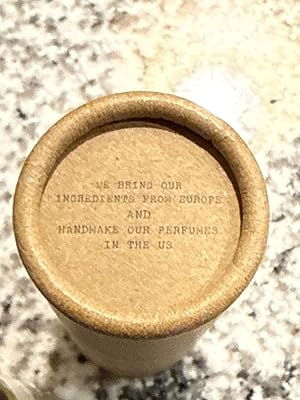 WE BRING OUR
INGREDIENTS FROM EUROPE
AND
HANDMAKE OUR PERFUMES
IN THE US